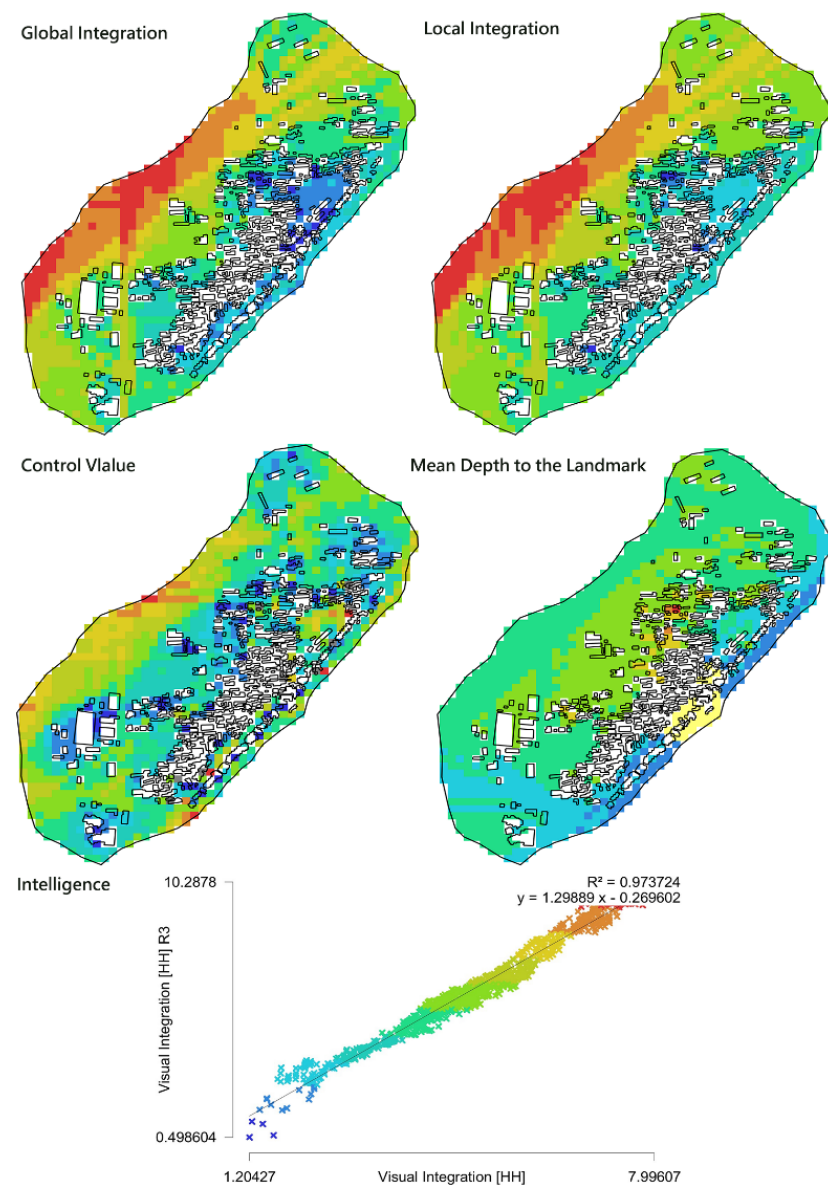 Global Integration
Local Integration
Control Vlalue
Mean Depth to the Landmark
Intelligence
10.2878
R² = 0.973724
y = 1.29889 x - 0.269602
Visual Integration [HH] R3
0.498604
1.20427
Visual Integration [HH]
7.99607